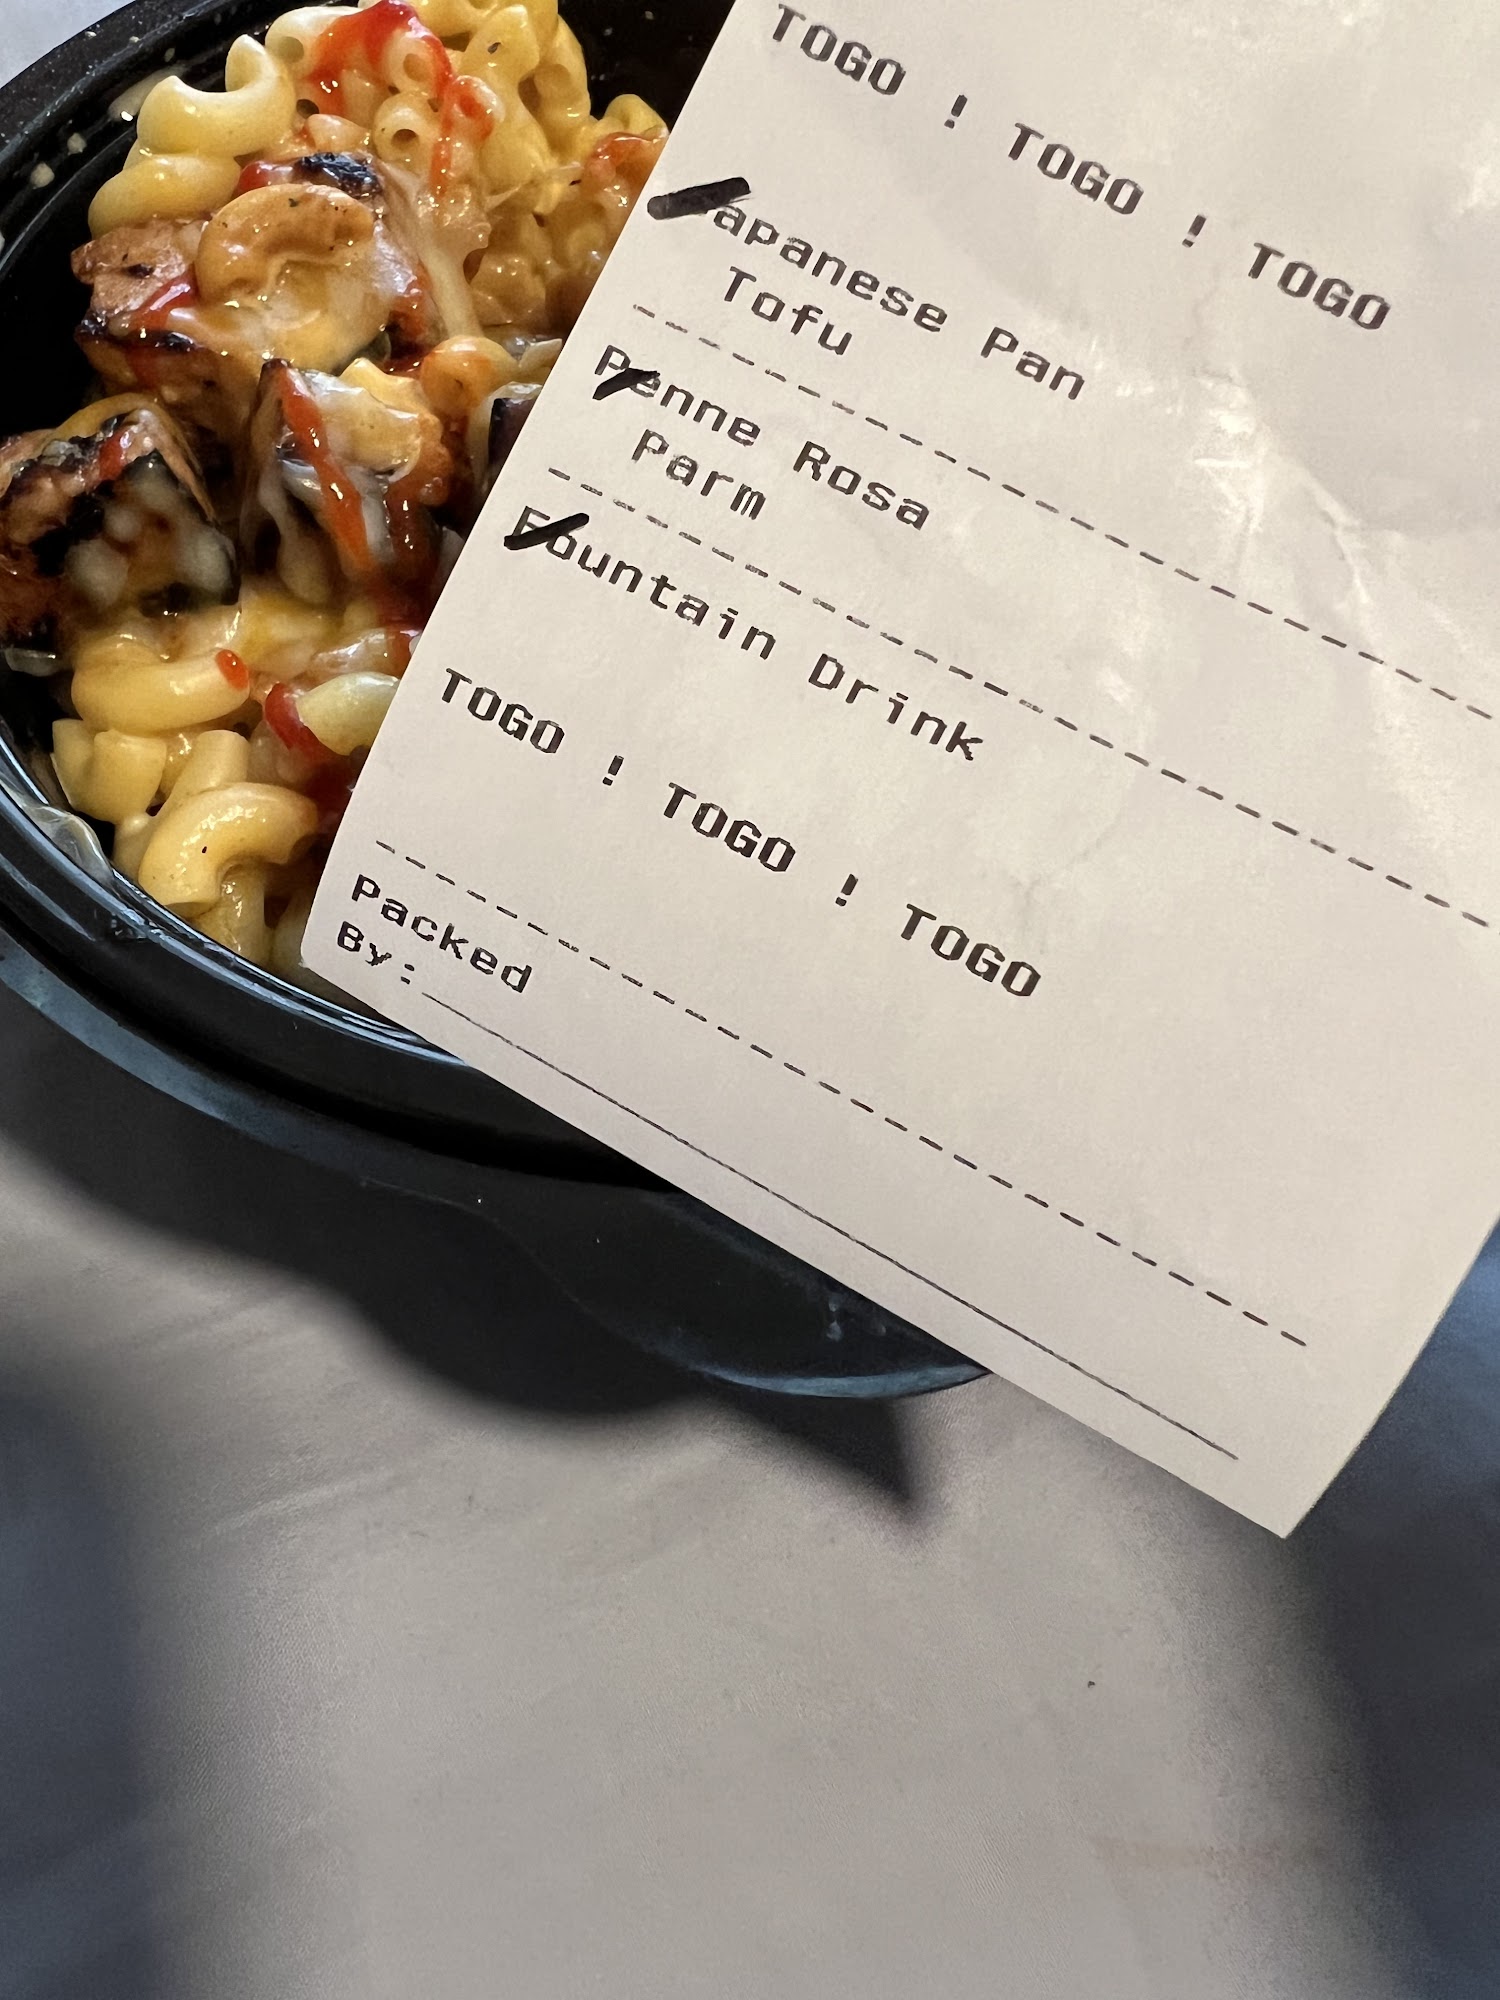 TOGO ! TOGO ! TOGO
Japanese Pan
Tofu
Penne Rosa
Parm
Fountain Drink
TOGO ! TOGO ! TOGO
Packed
By: